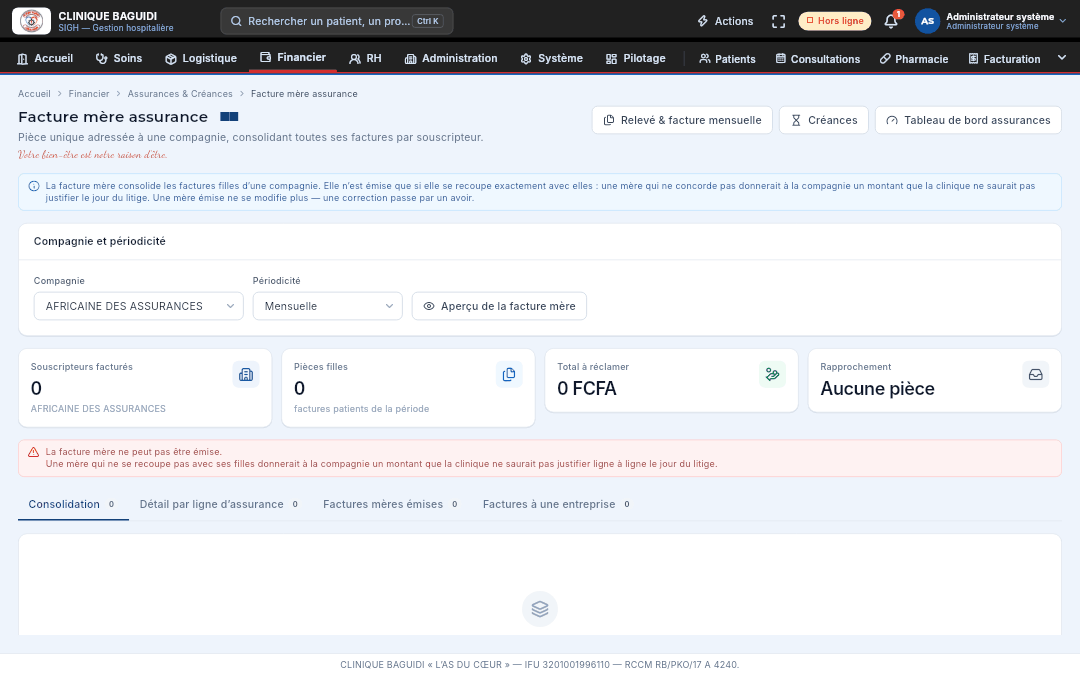 CLINIQUE BAGUIDI
SIGH — Gestion hospitalière
Rechercher un patient, un pro... Ctrl K
Actions
Hors ligne
1
AS
Administrateur système
Administrateur système
Accueil
Soins
Logistique
Financier
RH
Administration
Système
Pilotage
Patients
Consultations
Pharmacie
Facturation
Accueil > Financier > Assurances & Créances > Facture mère assurance
Facture mère assurance
Pièce unique adressée à une compagnie, consolidant toutes ses factures par souscripteur.
Votre bien-être est notre raison d'être.
Relevé & facture mensuelle
Créances
Tableau de bord assurances
La facture mère consolide les factures filles d'une compagnie. Elle n'est émise que si elle se recoupe exactement avec elles : une mère qui ne concorde pas donnerait à la compagnie un montant que la clinique ne saurait pas
justifier le jour du litige. Une mère émise ne se modifie plus — une correction passe par un avoir.
Compagnie et périodicité
Compagnie
Périodicité
AFRICAINE DES ASSURANCES
Mensuelle
Aperçu de la facture mère
Souscripteurs facturés
0
AFRICAINE DES ASSURANCES
Pièces filles
0
factures patients de la période
Total à réclamer
0 FCFA
Rapprochement
Aucune pièce
La facture mère ne peut pas être émise.
Une mère qui ne se recoupe pas avec ses filles donnerait à la compagnie un montant que la clinique ne saurait pas justifier ligne à ligne le jour du litige.
Consolidation 0
Détail par ligne d'assurance 0
Factures mères émises 0
Factures à une entreprise 0
CLINIQUE BAGUIDI « L'AS DU CŒUR » — IFU 3201001996110 — RCCM RB/PKO/17 A 4240.